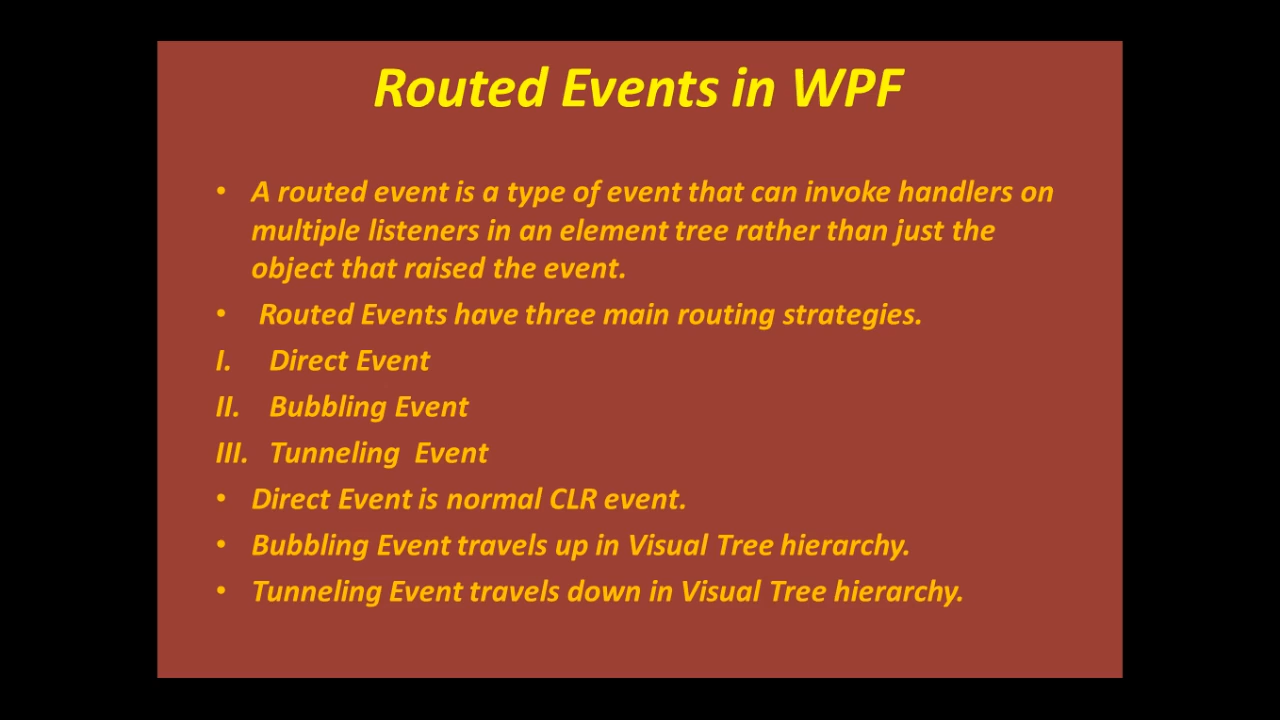 Routed Events in WPF
• A routed event is a type of event that can invoke handlers on
multiple listeners in an element tree rather than just the
object that raised the event.
• Routed Events have three main routing strategies.
I. Direct Event
II. Bubbling Event
III. Tunneling Event
• Direct Event is normal CLR event.
• Bubbling Event travels up in Visual Tree hierarchy.
• Tunneling Event travels down in Visual Tree hierarchy.